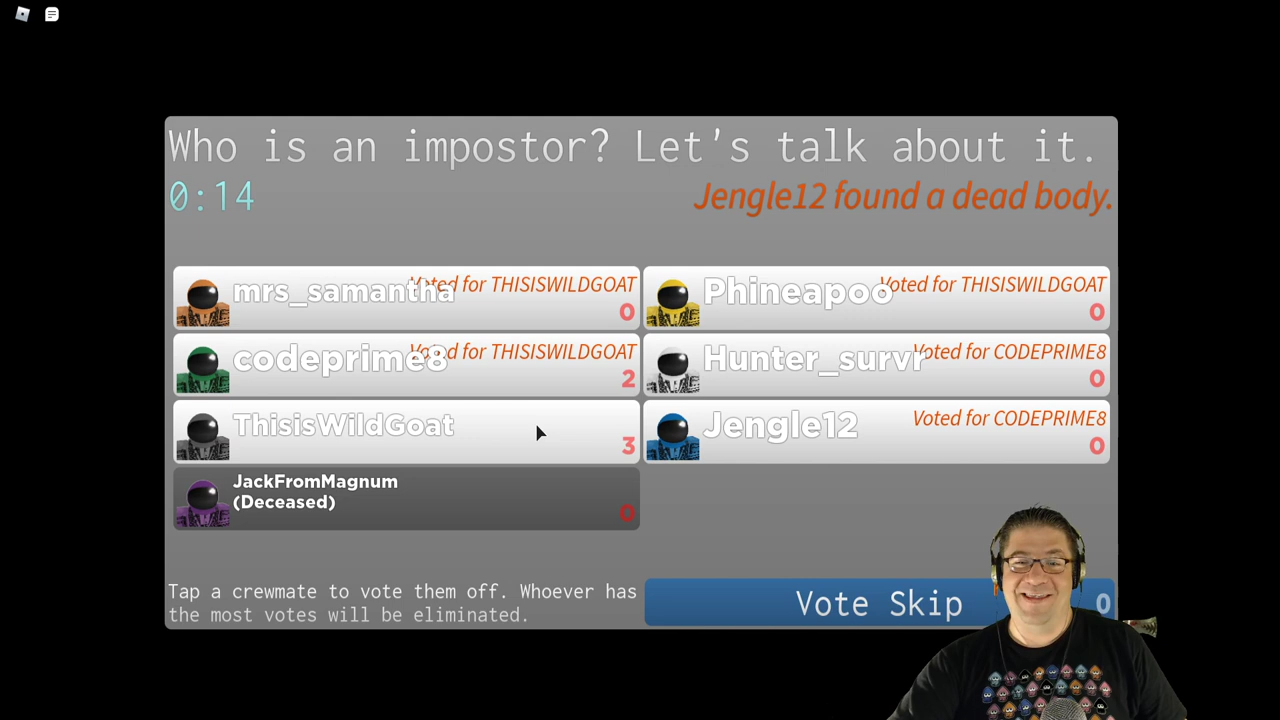 Who is an impostor? Let's talk about it.
0:14
Jengle12 found a dead body.
mrs_samantha
Voted for THISISWILDGOAT
0
Phineapoo
Voted for THISISWILDGOAT
0
codeprime8
Voted for THISISWILDGOAT
2
Hunter_survr
Voted for CODEPRIME8
0
ThisisWildGoat
3
Jengle12
Voted for CODEPRIME8
0
JackFromMagnum
(Deceased)
0
Tap a crewmate to vote them off. Whoever has
the most votes will be eliminated.
Vote Skip
0